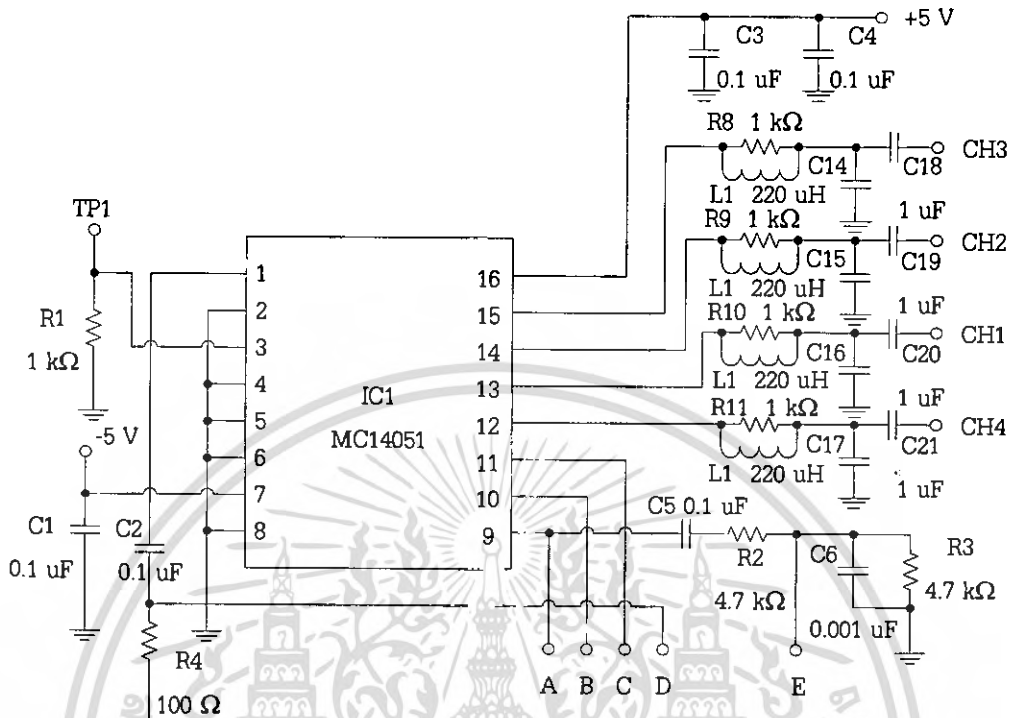 C3
C4
+5 V
0.1 uF
0.1 uF
R8 1 kΩ
C14
C18
CH3
L1 220 uH
1 uF
R9 1 kΩ
C15
C19
CH2
L1 220 uH
1 uF
R10 1 kΩ
C16
C20
CH1
L1 220 uH
1 uF
R11 1 kΩ
C17
C21
CH4
L1 220 uH
1 uF
TP1
R1
1 kΩ
-5 V
C1
0.1 uF
C2
0.1 uF
R4
100 Ω
1
2
3
4
5
6
7
8
IC1
MC14051
16
15
14
13
12
11
10
9
C5 0.1 uF
R2
4.7 kΩ
C6
0.001 uF
R3
4.7 kΩ
A
B
C
D
E